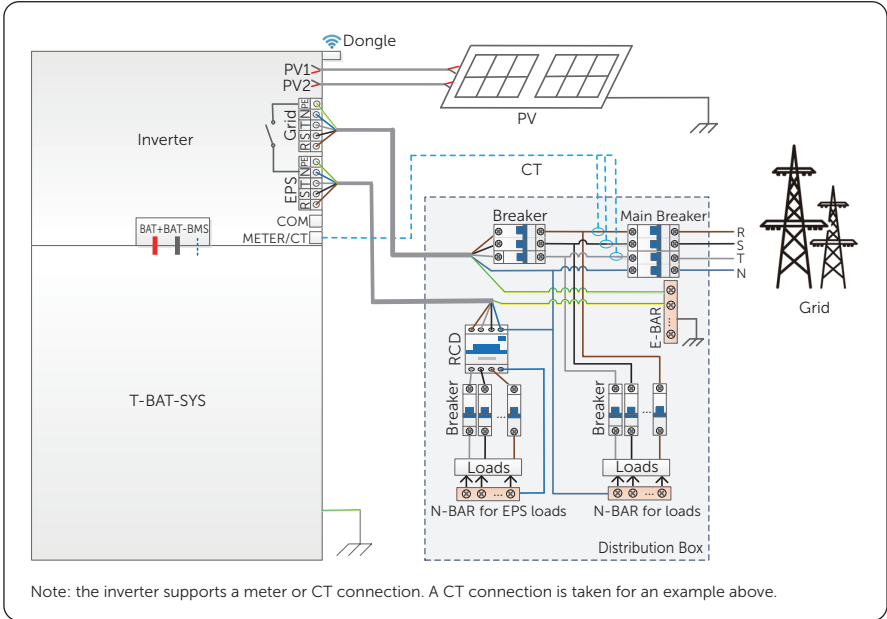 Dongle
PV1
PV2
PV
Grid
PE
N
T
S
R
Inverter
EPS
PE
N
T
S
R
COM
METER/CT
BAT+BAT-BMS
T-BAT-SYS
CT
Breaker
Main Breaker
R
S
T
N
Grid
E-BAR
RCD
Breaker
Breaker
Loads
Loads
N-BAR for EPS loads
N-BAR for loads
Distribution Box
Note: the inverter supports a meter or CT connection. A CT connection is taken for an example above.